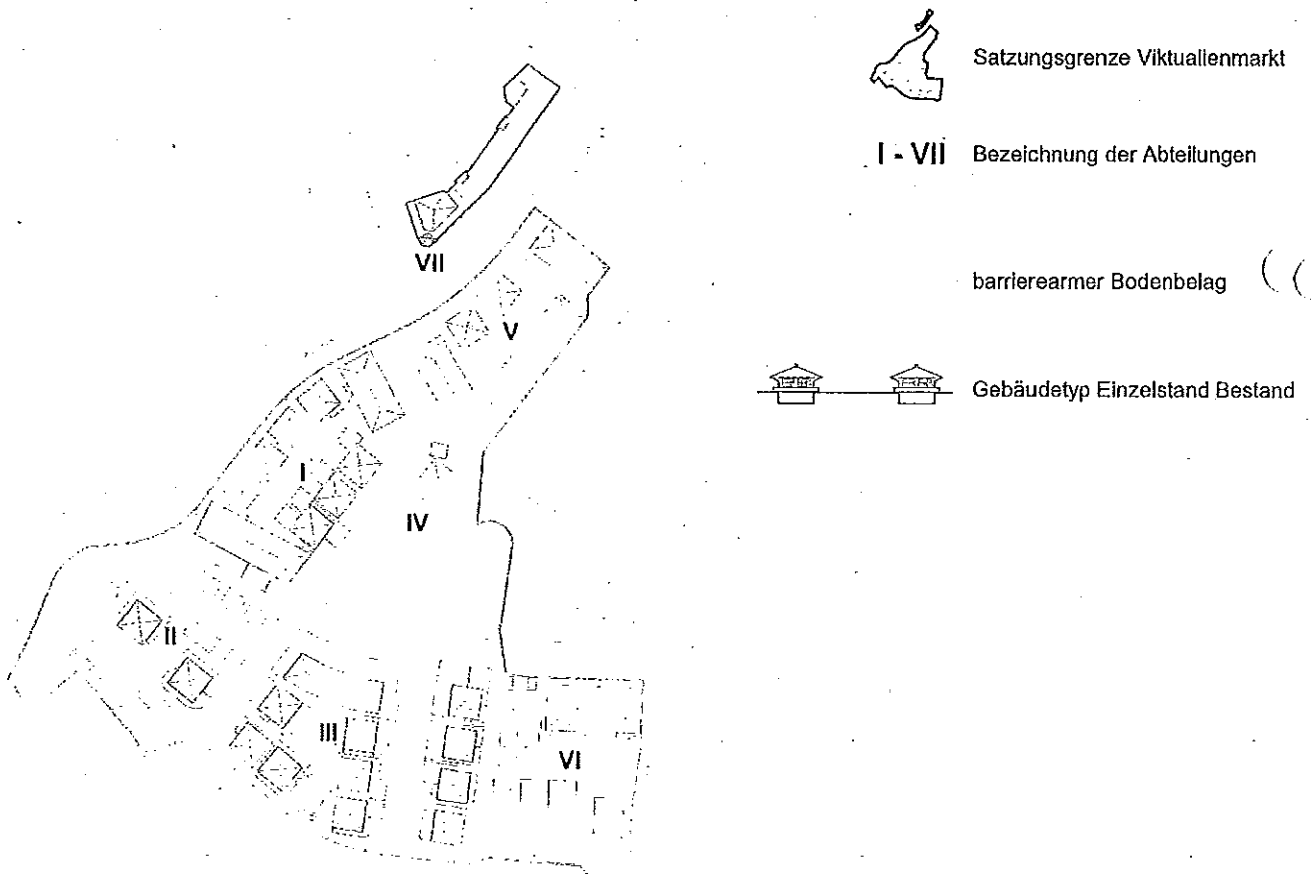 Satzungsgrenze Viktualienmarkt
I - VII Bezeichnung der Abteilungen
barrierearmer Bodenbelag
Gebäudetyp Einzelstand Bestand
VII
V
I
IV
II
III
VI